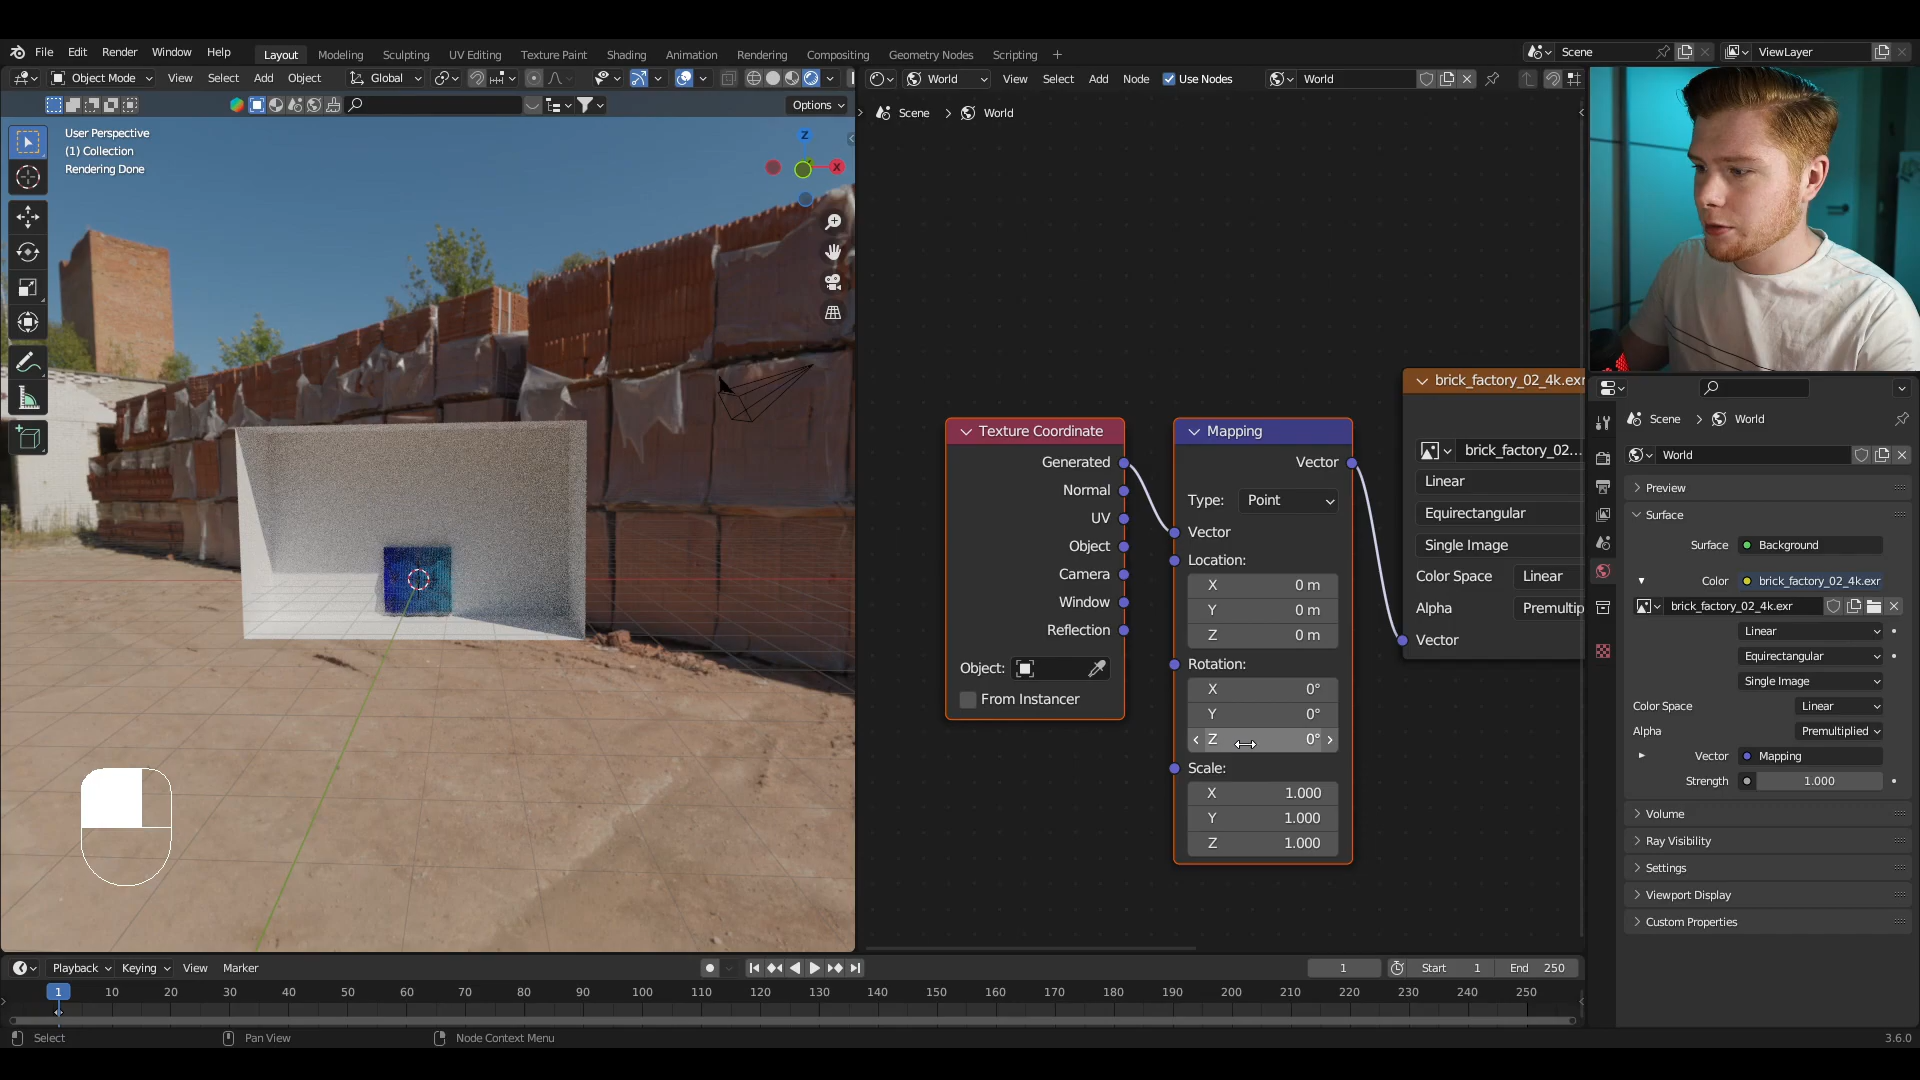 File Edit Render Window Help Layout Modeling Sculpting UV Editing Texture Paint Shading Animation Rendering Compositing Geometry Nodes Scripting + Scene ViewLayer
Object Mode View Select Add Object Global World View Select Add Node Use Nodes World
Options
Scene > World
User Perspective
(1) Collection
Rendering Done
Z
X
Texture Coordinate
Generated
Normal
UV
Object
Camera
Window
Reflection
Object:
From Instancer
Mapping
Vector
Type: Point
Vector
Location:
X 0 m
Y 0 m
Z 0 m
Rotation:
X 0°
Y 0°
Z 0°
Scale:
X 1.000
Y 1.000
Z 1.000
brick_factory_02_4k.exr
brick_factory_02...
Linear
Equirectangular
Single Image
Color Space Linear
Alpha Premultip
Vector
Scene > World
World
Preview
Surface
Surface Background
Color brick_factory_02_4k.exr
brick_factory_02_4k.exr
Linear
Equirectangular
Single Image
Color Space Linear
Alpha Premultiplied
Vector Mapping
Strength 1.000
Volume
Ray Visibility
Settings
Viewport Display
Custom Properties
Playback Keying View Marker 1 Start 1 End 250
1 10 20 30 40 50 60 70 80 90 100 110 120 130 140 150 160 170 180 190 200 210 220 230 240 250
Select Pan View Node Context Menu 3.6.0